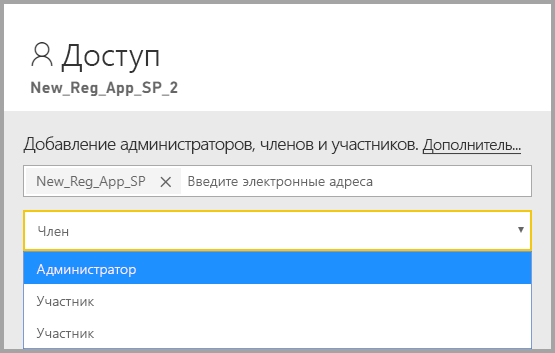 Доступ
New_Reg_App_SP_2
Добавление администраторов, членов и участников. Дополнитель...
New_Reg_App_SP × Введите электронные адреса
Член
Администратор
Участник
Участник